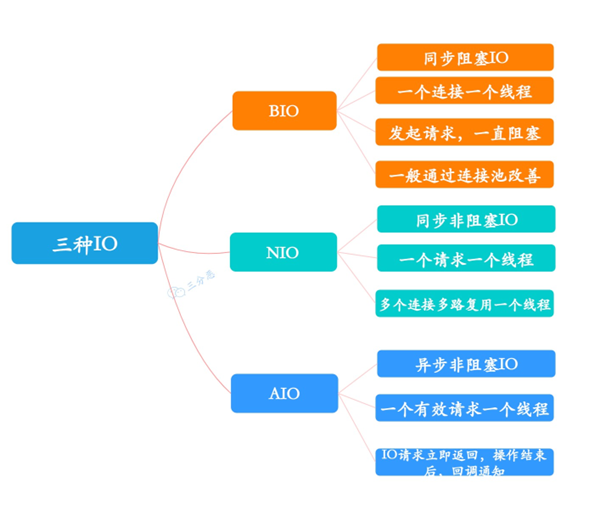 三种IO
BIO
同步阻塞IO
一个连接一个线程
发起请求，一直阻塞
一般通过连接池改善
NIO
同步非阻塞IO
一个请求一个线程
多个连接多路复用一个线程
AIO
异步非阻塞IO
一个有效请求一个线程
IO请求立即返回，操作结束
后，回调通知
三分恶